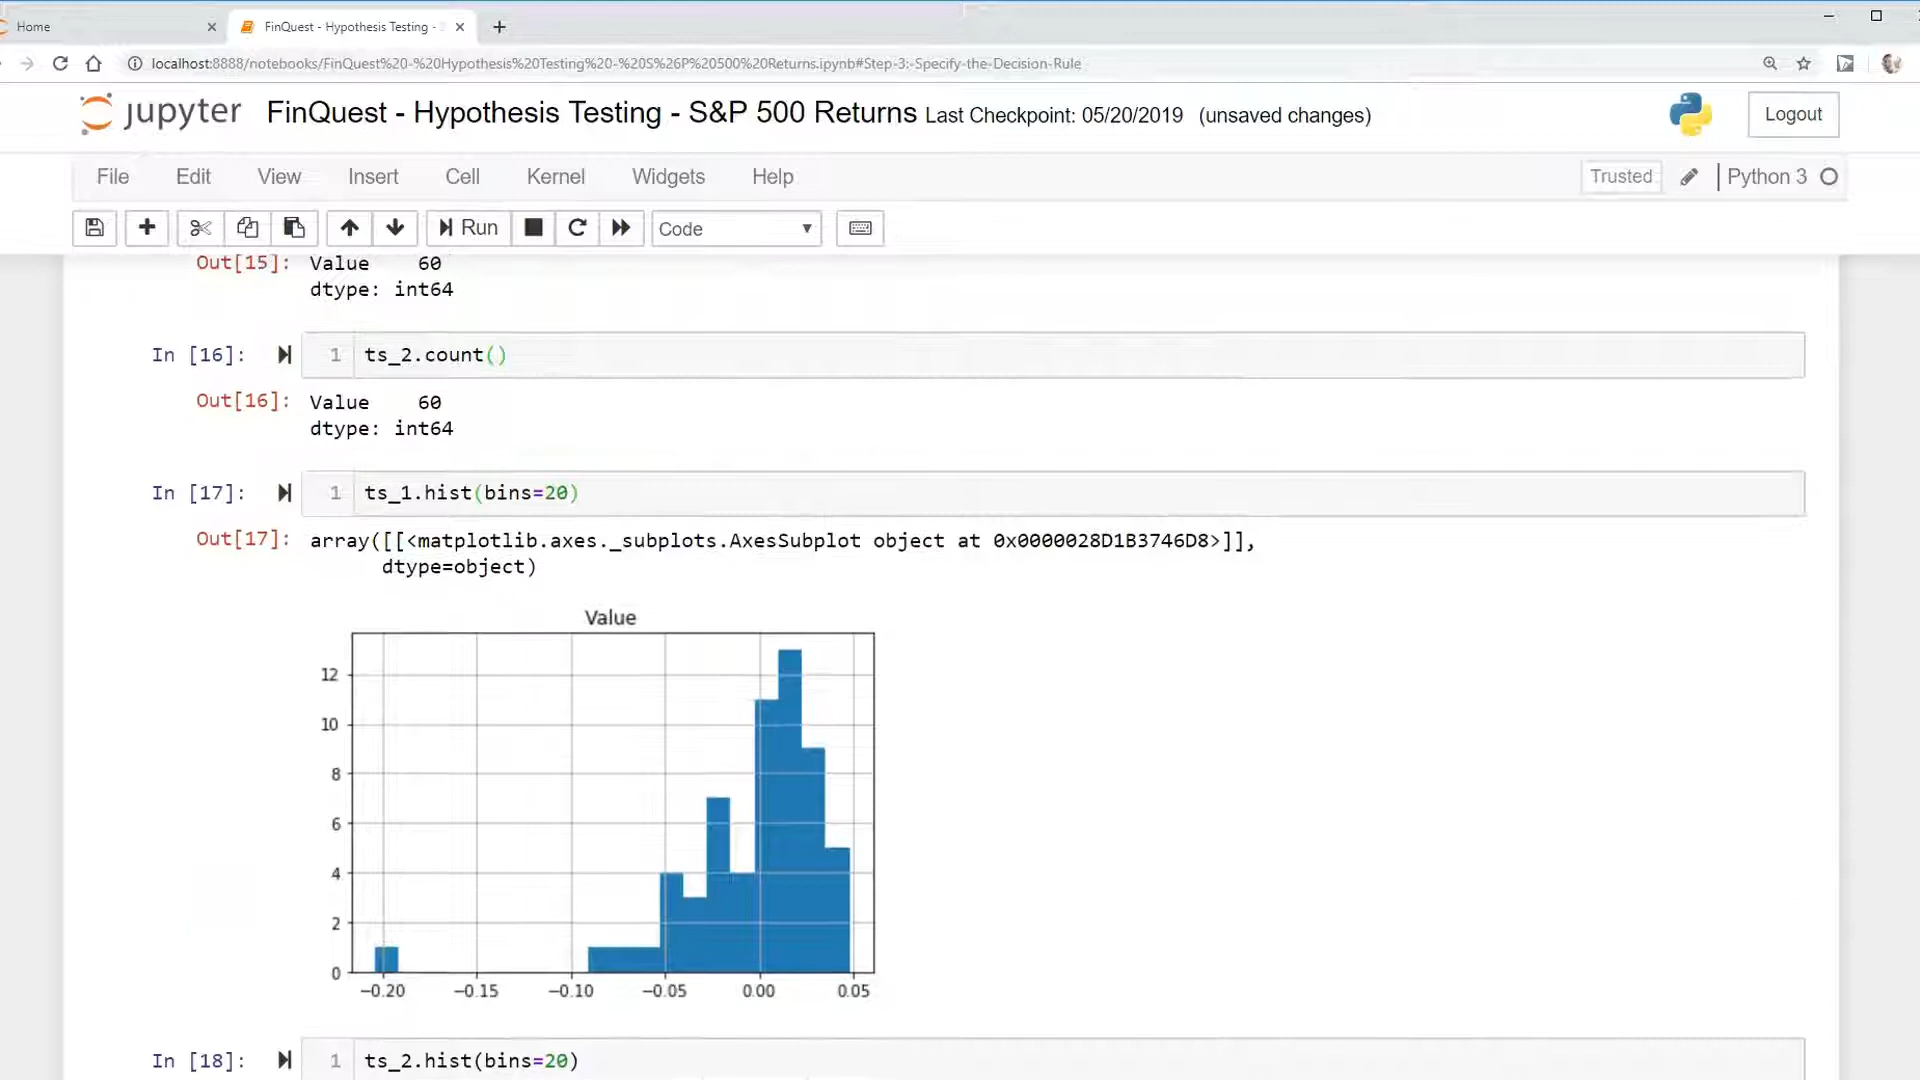 Home
FinQuest - Hypothesis Testing -
localhost:8888/notebooks/FinQuest%20-%20Hypothesis%20Testing%20-%20S%26P%20500%20Returns.ipynb#Step-3:-Specify-the-Decision-Rule
jupyter FinQuest - Hypothesis Testing - S&P 500 Returns Last Checkpoint: 05/20/2019 (unsaved changes)
Logout
File Edit View Insert Cell Kernel Widgets Help Trusted Python 3
Run Code
Out[15]: Value 60
dtype: int64
In [16]: 1 ts_2.count()
Out[16]: Value 60
dtype: int64
In [17]: 1 ts_1.hist(bins=20)
Out[17]: array([[<matplotlib.axes._subplots.AxesSubplot object at 0x0000028D1B3746D8>]],
dtype=object)
Value
12
10
8
6
4
2
0
−0.20 −0.15 −0.10 −0.05 0.00 0.05
In [18]: 1 ts_2.hist(bins=20)